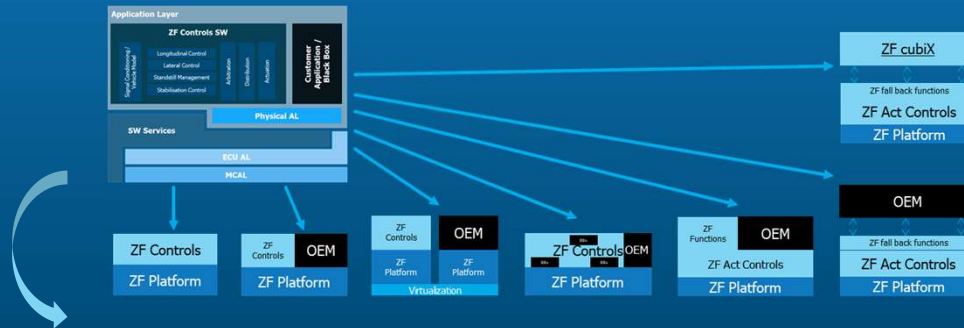 Application Layer
ZF Controls SW
Signal Conditioning /
Vehicle Model
Longitudinal Control
Lateral Control
Standstill Management
Stabilisation Control
Arbitration
Distribution
Actuation
Customer
Application /
Black Box
Physical AL
SW Services
ECU AL
MCAL
ZF cubiX
ZF fall back functions
ZF Act Controls
ZF Platform
OEM
ZF fall back functions
ZF Act Controls
ZF Platform
ZF Controls
ZF Platform
ZF
Controls
OEM
ZF Platform
ZF
Controls
OEM
ZF
Platform
ZF
Platform
Virtualization
ZF Controls
OEM
ZF Platform
ZF
Functions
OEM
ZF Act Controls
ZF Platform